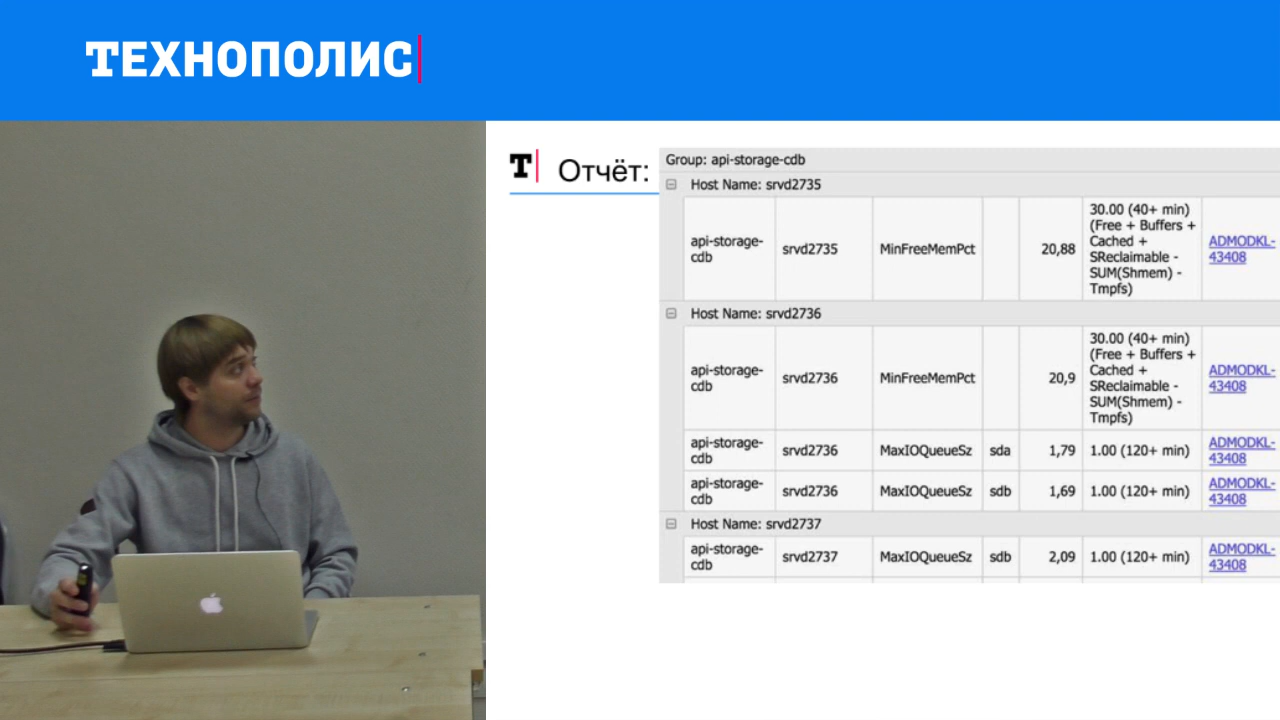 ТЕХНОПОЛИС
Т Отчёт:
Group: api-storage-cdb
Host Name: srvd2735
api-storage-cdb srvd2735 MinFreeMemPct 20,88 30.00 (40+ min) (Free + Buffers + Cached + SReclaimable - SUM(Shmem) - Tmpfs) ADMODKL-43408
Host Name: srvd2736
api-storage-cdb srvd2736 MinFreeMemPct 20,9 30.00 (40+ min) (Free + Buffers + Cached + SReclaimable - SUM(Shmem) - Tmpfs) ADMODKL-43408
api-storage-cdb srvd2736 MaxIOQueueSz sda 1,79 1.00 (120+ min) ADMODKL-43408
api-storage-cdb srvd2736 MaxIOQueueSz sdb 1,69 1.00 (120+ min) ADMODKL-43408
Host Name: srvd2737
api-storage-cdb srvd2737 MaxIOQueueSz sdb 2,09 1.00 (120+ min) ADMODKL-43408